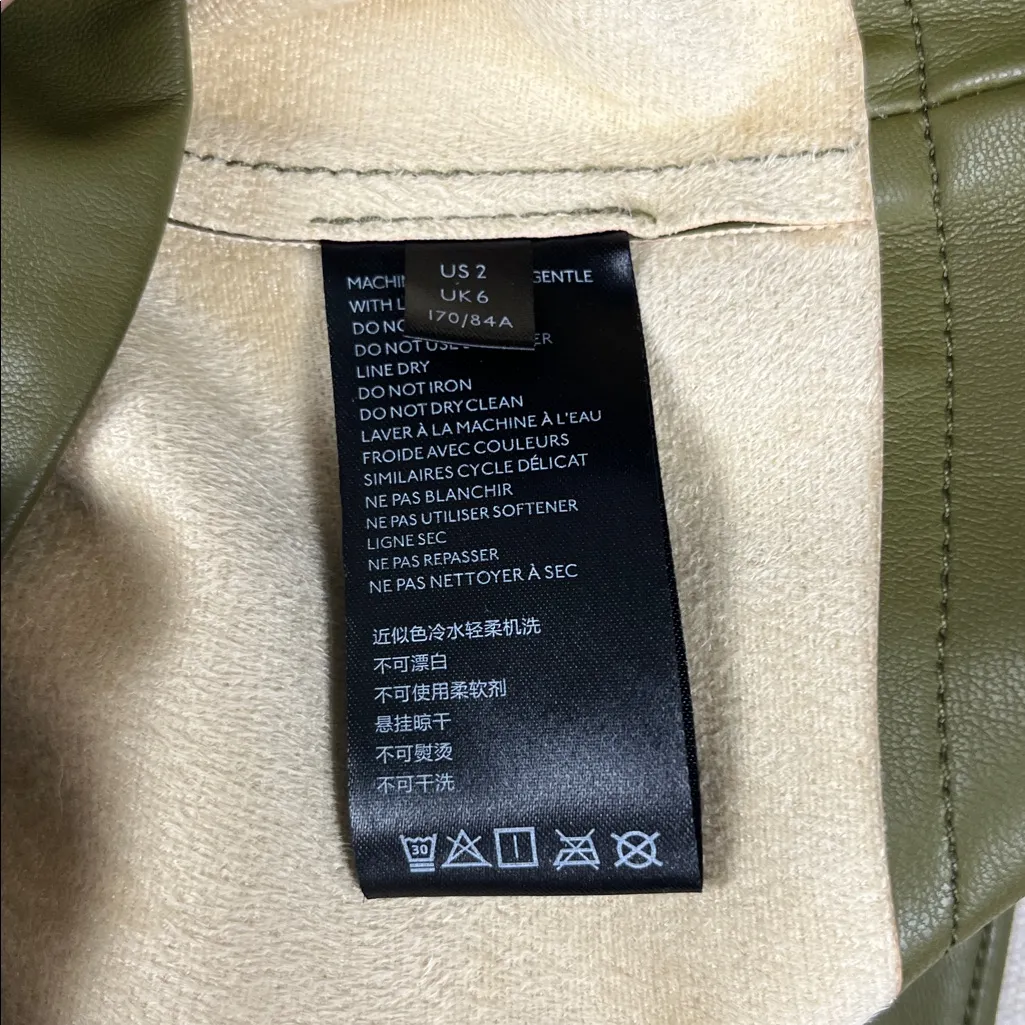 US 2
UK 6
170/84A
GENTLE
WITH
DO
DO NOT
LINE DRY
DO NOT IRON
DO NOT DRY CLEAN
LAVER À LA MACHINE À L'EAU
FROIDE AVEC COULEURS
SIMILAIRES CYCLE DÉLICAT
NE PAS BLANCHIR
NE PAS UTILISER SOFTENER
LIGNE SEC
NE PAS REPASSER
NE PAS NETTOYER À SEC
近似色冷水轻柔机洗
不可漂白
不可使用柔软剂
悬挂晾干
不可熨烫
不可干洗
30